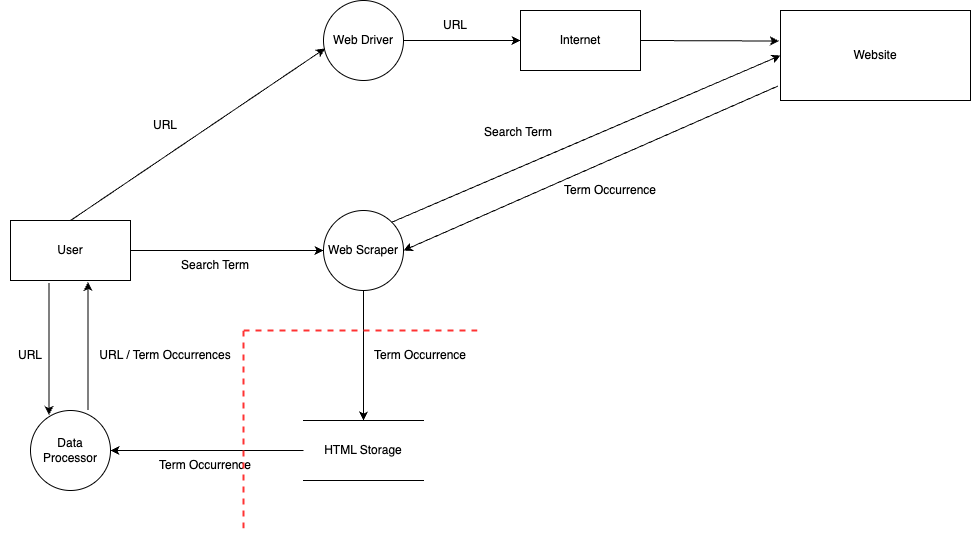 URL
Web Driver
Internet
Website
URL
Search Term
Term Occurrence
User
Web Scraper
Search Term
URL
URL / Term Occurrences
Term Occurrence
Data
Processor
HTML Storage
Term Occurrence